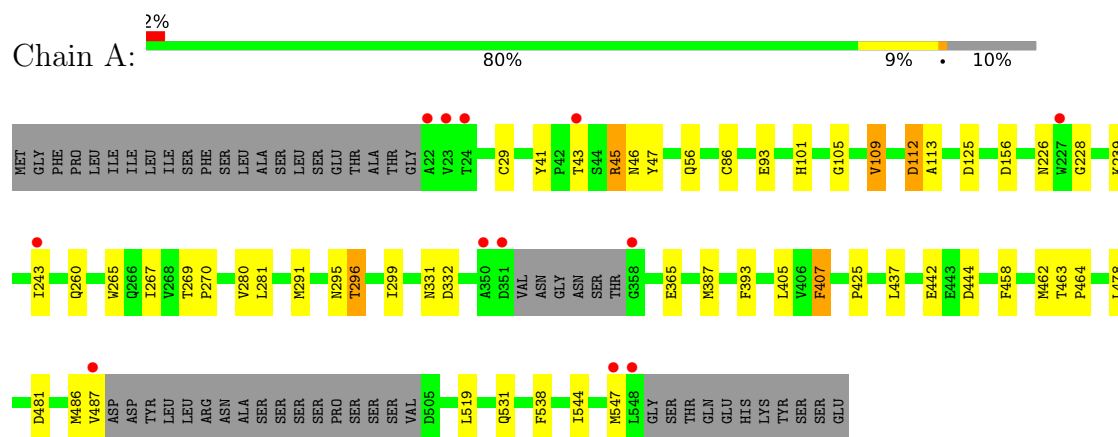 2%
Chain A:
80% 9% • 10%
MET GLY PHE PRO LEU ILE ILE LEU ILE SER PHE SER LEU ALA SER LEU SER GLU THR ALA THR GLY A22 V23 T24 C29 Y41 P42 T43 S44 R45 N46 Y47 Q56 C86 E93 H101 G105 V109 D112 A113 D125 D156 N226 W227 G228 K239
I243 Q260 W265 Q266 I267 V268 T269 P270 V280 L281 M291 N295 T296 I299 N331 D332 A350 D351 VAL ASN GLY ASN SER THR G358 E365 M387 F393 L405 V406 F407 P425 L437 E442 E443 D444 F458 M462 T463 P464 L478
D481 M486 V487 ASP ASP TYR LEU LEU ARG ASN ALA SER SER SER SER PRO SER SER SER VAL D505 L519 Q531 F538 I544 M547 L548 GLY SER THR GLN GLU HIS LYS TYR SER SER GLU